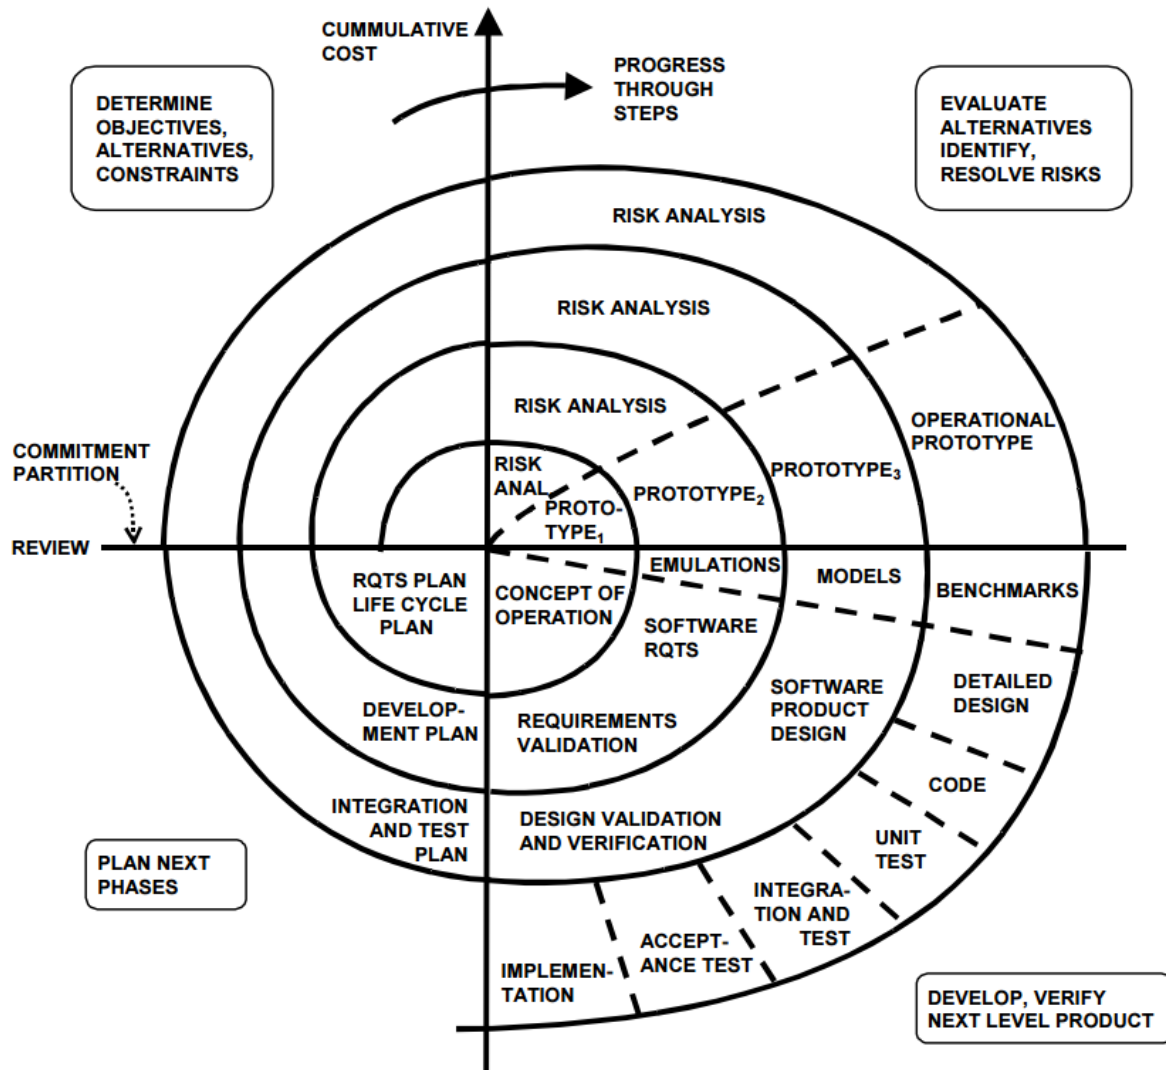 CUMMULATIVE
COST
PROGRESS
THROUGH
STEPS
DETERMINE
OBJECTIVES,
ALTERNATIVES,
CONSTRAINTS
EVALUATE
ALTERNATIVES
IDENTIFY,
RESOLVE RISKS
RISK ANALYSIS
RISK ANALYSIS
RISK ANALYSIS
RISK
ANAL.
PROTO-
TYPE1
PROTOTYPE2
PROTOTYPE3
OPERATIONAL
PROTOTYPE
COMMITMENT
PARTITION
REVIEW
RQTS PLAN
LIFE CYCLE
PLAN
CONCEPT OF
OPERATION
EMULATIONS
MODELS
BENCHMARKS
SOFTWARE
RQTS
SOFTWARE
PRODUCT
DESIGN
DETAILED
DESIGN
DEVELOP-
MENT PLAN
REQUIREMENTS
VALIDATION
CODE
INTEGRATION
AND TEST
PLAN
DESIGN VALIDATION
AND VERIFICATION
UNIT
TEST
PLAN NEXT
PHASES
INTEGRA-
TION AND
TEST
ACCEPT-
ANCE TEST
IMPLEMEN-
TATION
DEVELOP, VERIFY
NEXT LEVEL PRODUCT